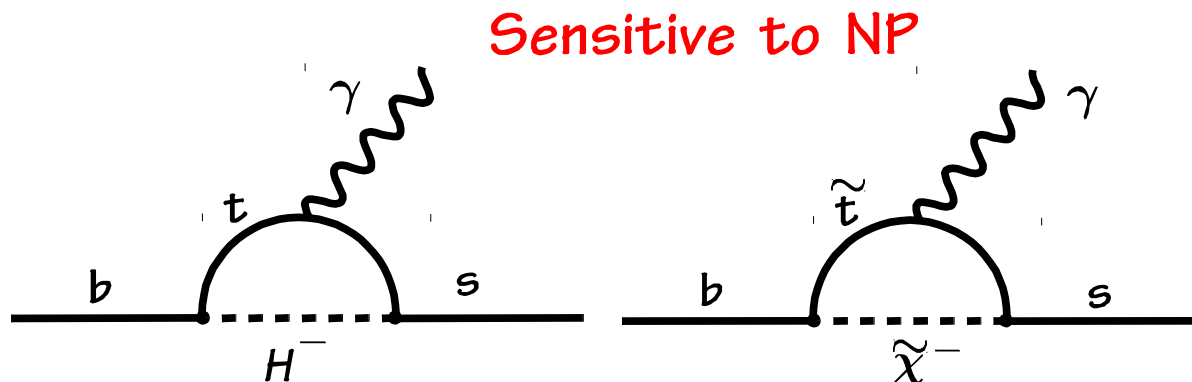 Sensitive to NP
γ γ
t t̃
b s b s
H⁻ χ̃⁻